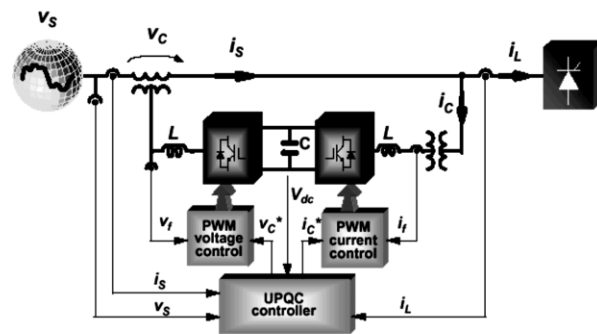 v_S
v_C
i_S
i_L
i_C
L
C
L
V_dc
v_f
PWM
voltage
control
v_C*
i_C*
PWM
current
control
i_f
i_S
v_S
UPQC
controller
i_L